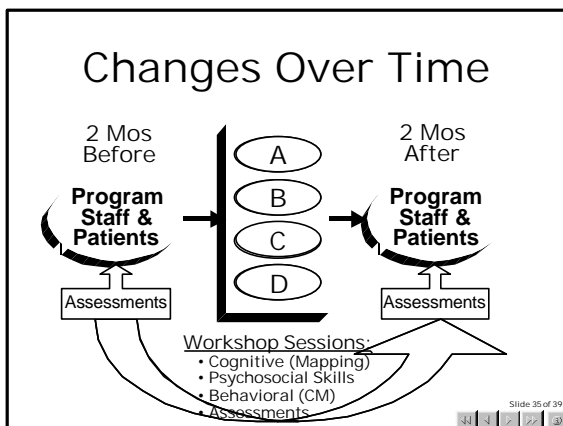 Changes Over Time
2 Mos
Before
Program
Staff &
Patients
Assessments
A
B
C
D
2 Mos
After
Program
Staff &
Patients
Assessments
Workshop Sessions:
• Cognitive (Mapping)
• Psychosocial Skills
• Behavioral (CM)
• Assessments
Slide 35 of 39